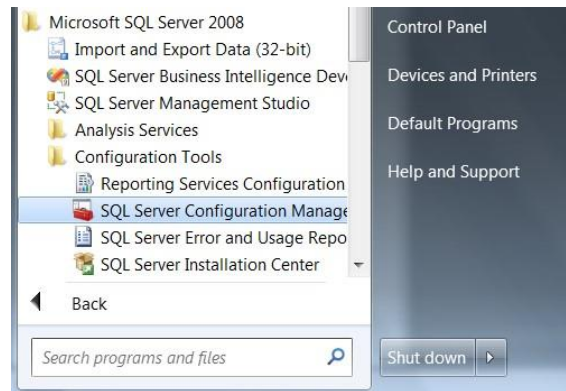 Microsoft SQL Server 2008
Import and Export Data (32-bit)
SQL Server Business Intelligence Deve
SQL Server Management Studio
Analysis Services
Configuration Tools
Reporting Services Configuration
SQL Server Configuration Manage
SQL Server Error and Usage Repo
SQL Server Installation Center
Back
Search programs and files
Control Panel
Devices and Printers
Default Programs
Help and Support
Shut down